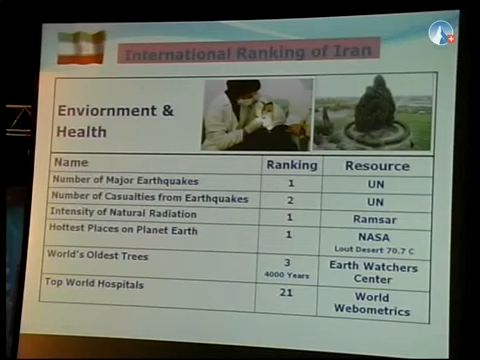 International Ranking of Iran
Enviornment &
Health
Name Ranking Resource
Number of Major Earthquakes 1 UN
Number of Casualties from Earthquakes 2 UN
Intensity of Natural Radiation 1 Ramsar
Hottest Places on Planet Earth 1 NASA
Lout Desert 70.7 C
World's Oldest Trees 3 Earth Watchers
4000 Years Center
Top World Hospitals 21 World
Webometrics